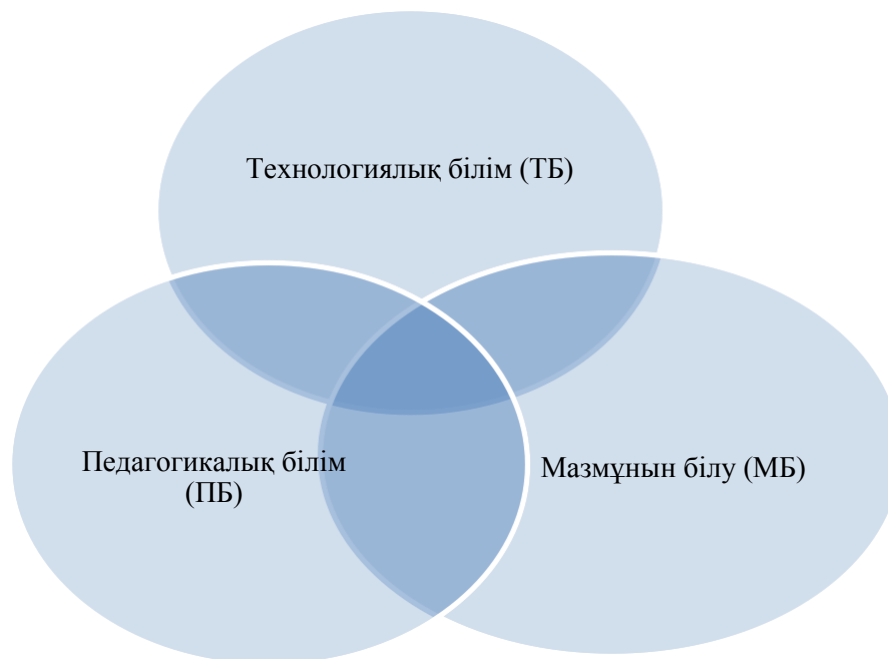 Технологиялық білім (ТБ)
Педагогикалық білім
(ПБ)
Мазмұнын білу (МБ)